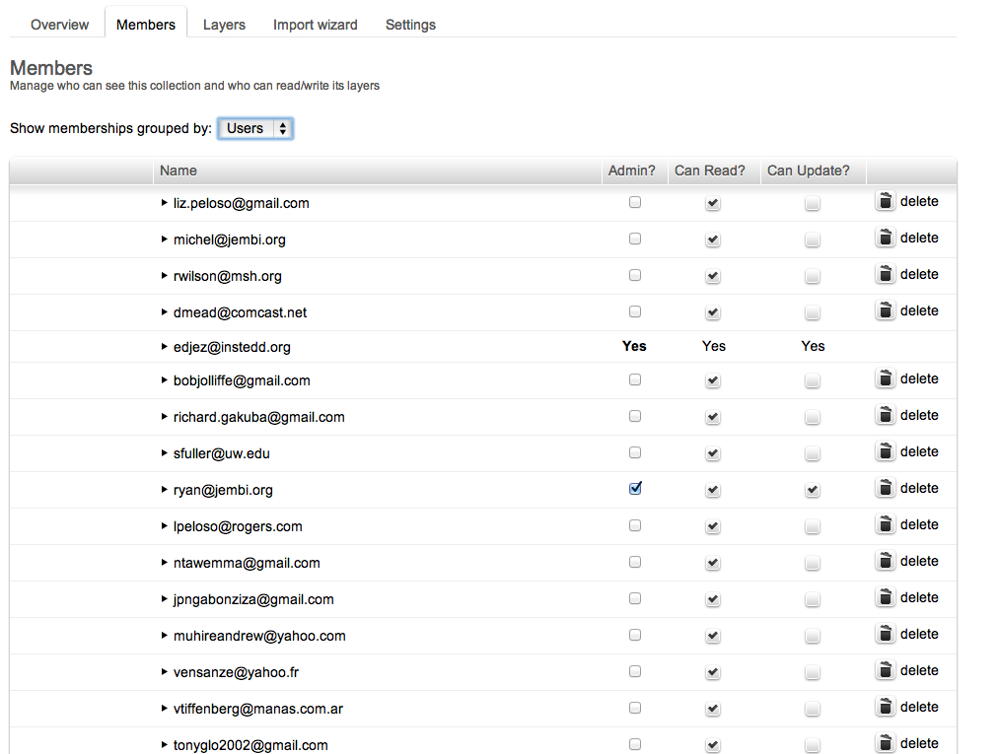 Overview Members Layers Import wizard Settings
Members
Manage who can see this collection and who can read/write its layers
Show memberships grouped by: Users
Name Admin? Can Read? Can Update?
liz.peloso@gmail.com delete
michel@jembi.org delete
rwilson@msh.org delete
dmead@comcast.net delete
edjez@instedd.org Yes Yes Yes
bobjolliffe@gmail.com delete
richard.gakuba@gmail.com delete
sfuller@uw.edu delete
ryan@jembi.org delete
lpeloso@rogers.com delete
ntawemma@gmail.com delete
jpngabonziza@gmail.com delete
muhireandrew@yahoo.com delete
vensanze@yahoo.fr delete
vtiffenberg@manas.com.ar delete
tonyglo2002@gmail.com delete